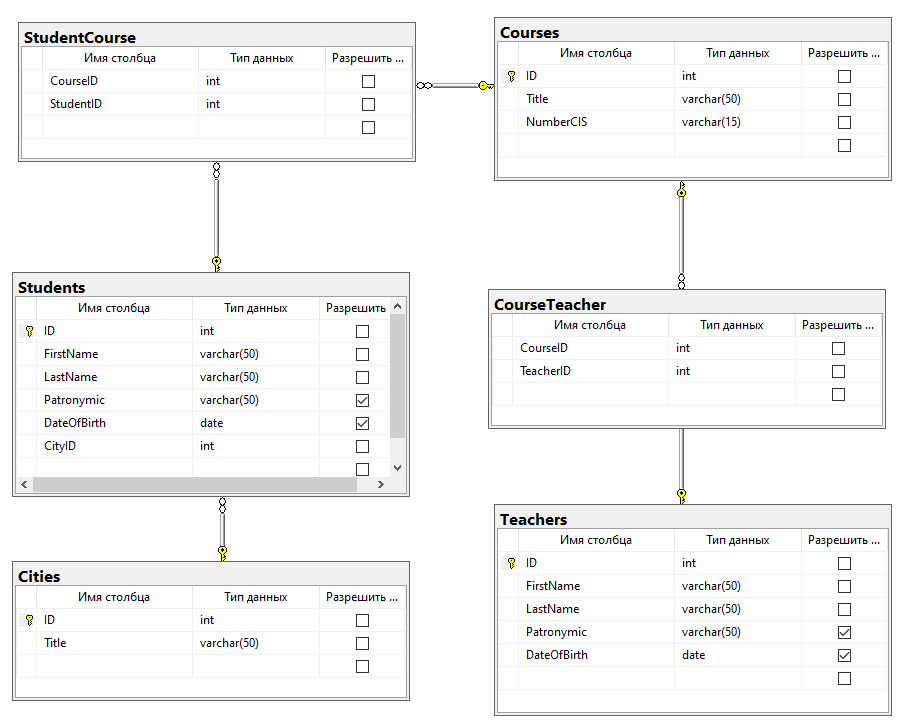 StudentCourse
Имя столбца Тип данных Разрешить ...
CourseID int
StudentID int
Courses
Имя столбца Тип данных Разрешить ...
ID int
Title varchar(50)
NumberCIS varchar(15)
Students
Имя столбца Тип данных Разрешить
ID int
FirstName varchar(50)
LastName varchar(50)
Patronymic varchar(50)
DateOfBirth date
CityID int
CourseTeacher
Имя столбца Тип данных Разрешить ...
CourseID int
TeacherID int
Cities
Имя столбца Тип данных Разрешить ...
ID int
Title varchar(50)
Teachers
Имя столбца Тип данных Разрешить ...
ID int
FirstName varchar(50)
LastName varchar(50)
Patronymic varchar(50)
DateOfBirth date